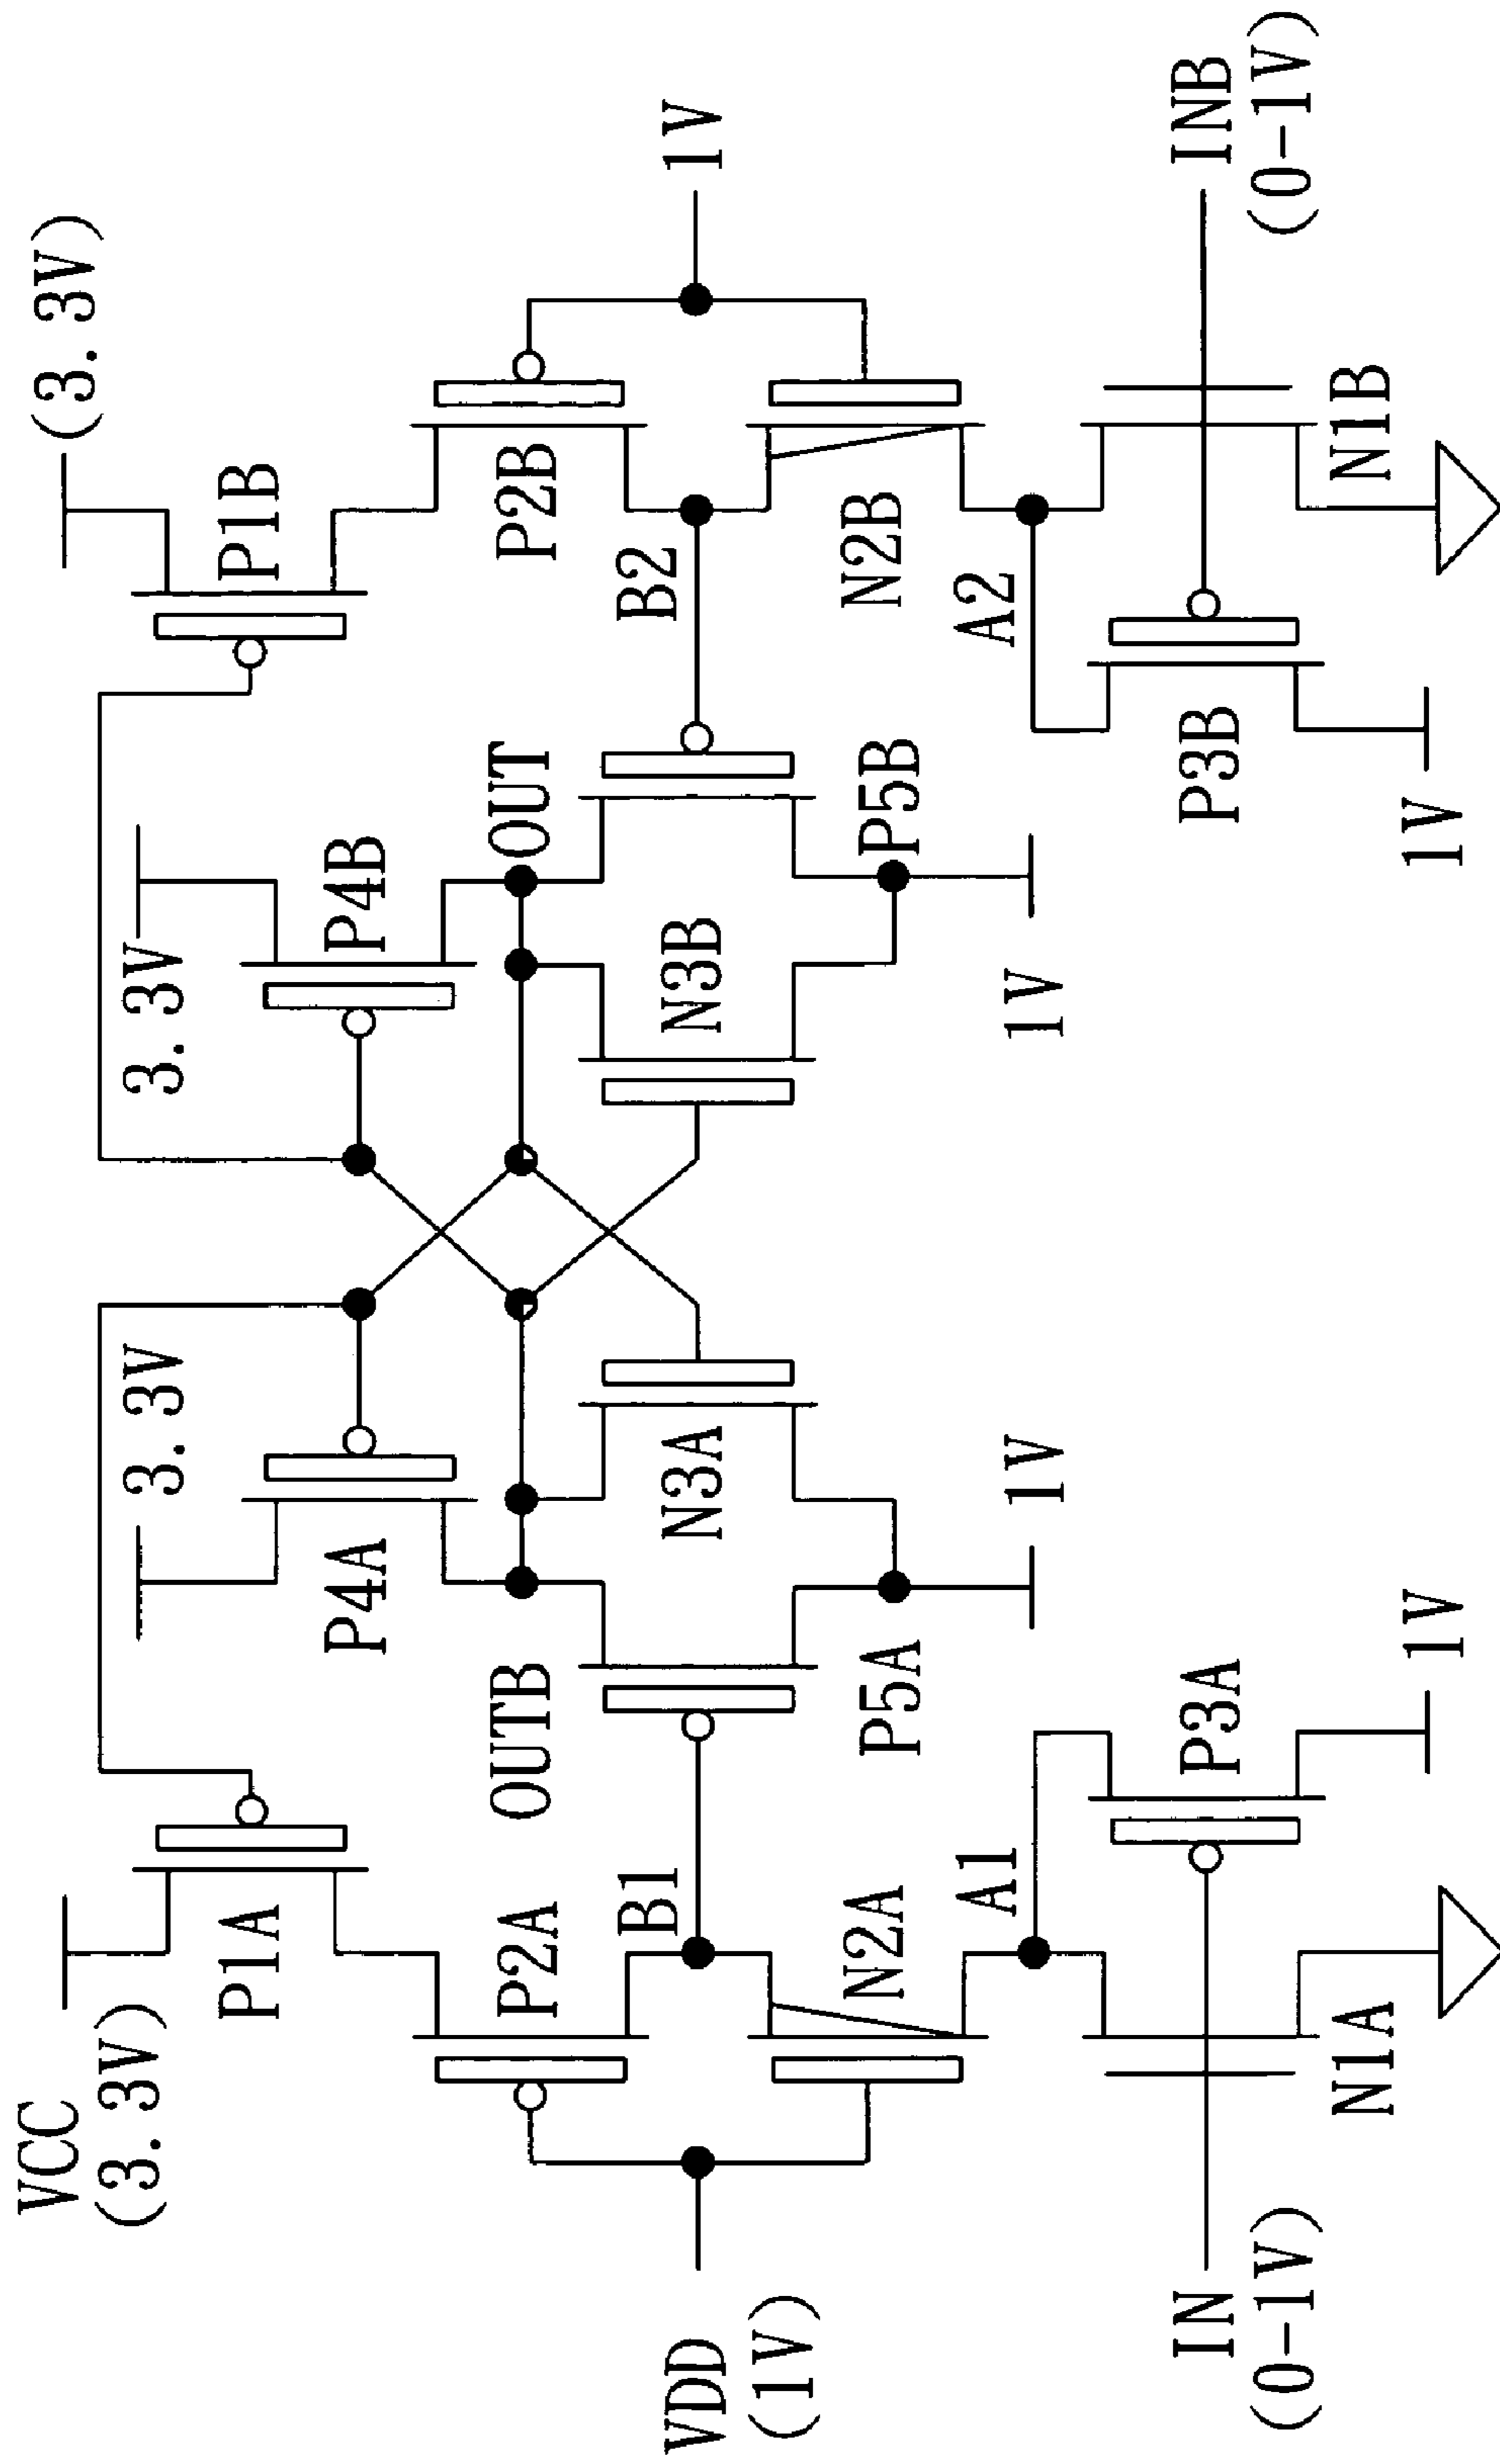 VCC
(3.3V)
(3.3V)
3.3V
3.3V
P1A
P1B
P4A
P4B
P2A
OUTB
OUT
P2B
VDD
(1V)
B1
N3A
N3B
B2
1V
N2A
P5A
P5B
N2B
A1
1V
1V
A2
IN
(0-1V)
P3A
P3B
INB
(0-1V)
N1A
N1B
1V
1V